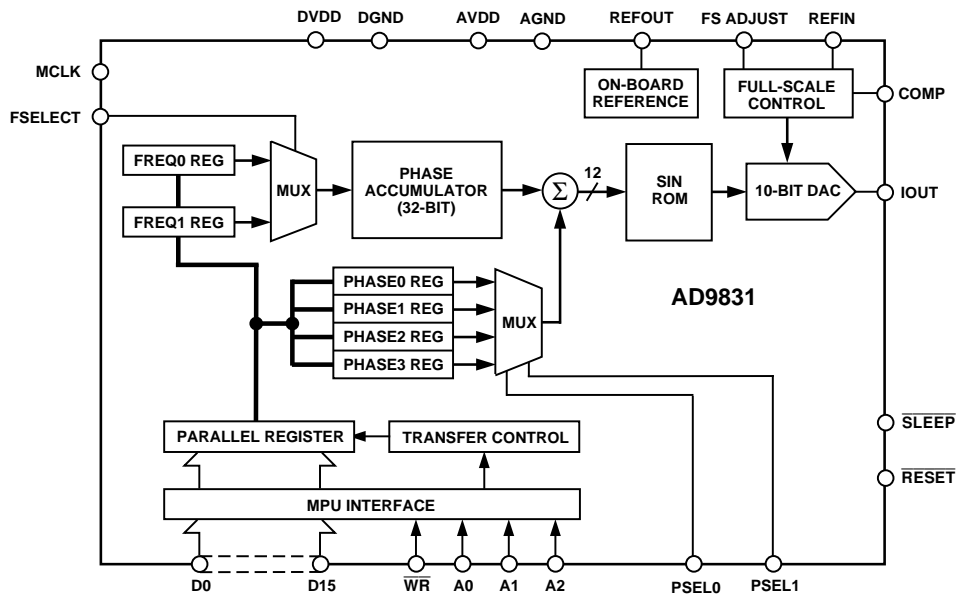 DVDD DGND AVDD AGND REFOUT FS ADJUST REFIN
MCLK
FSELECT
ON-BOARD
REFERENCE
FULL-SCALE
CONTROL
COMP
FREQ0 REG
FREQ1 REG
MUX
PHASE
ACCUMULATOR
(32-BIT)
Σ
12
SIN
ROM
10-BIT DAC
IOUT
PHASE0 REG
PHASE1 REG
PHASE2 REG
PHASE3 REG
MUX
AD9831
PARALLEL REGISTER
TRANSFER CONTROL
SLEEP
RESET
MPU INTERFACE
D0 D15 WR A0 A1 A2 PSEL0 PSEL1